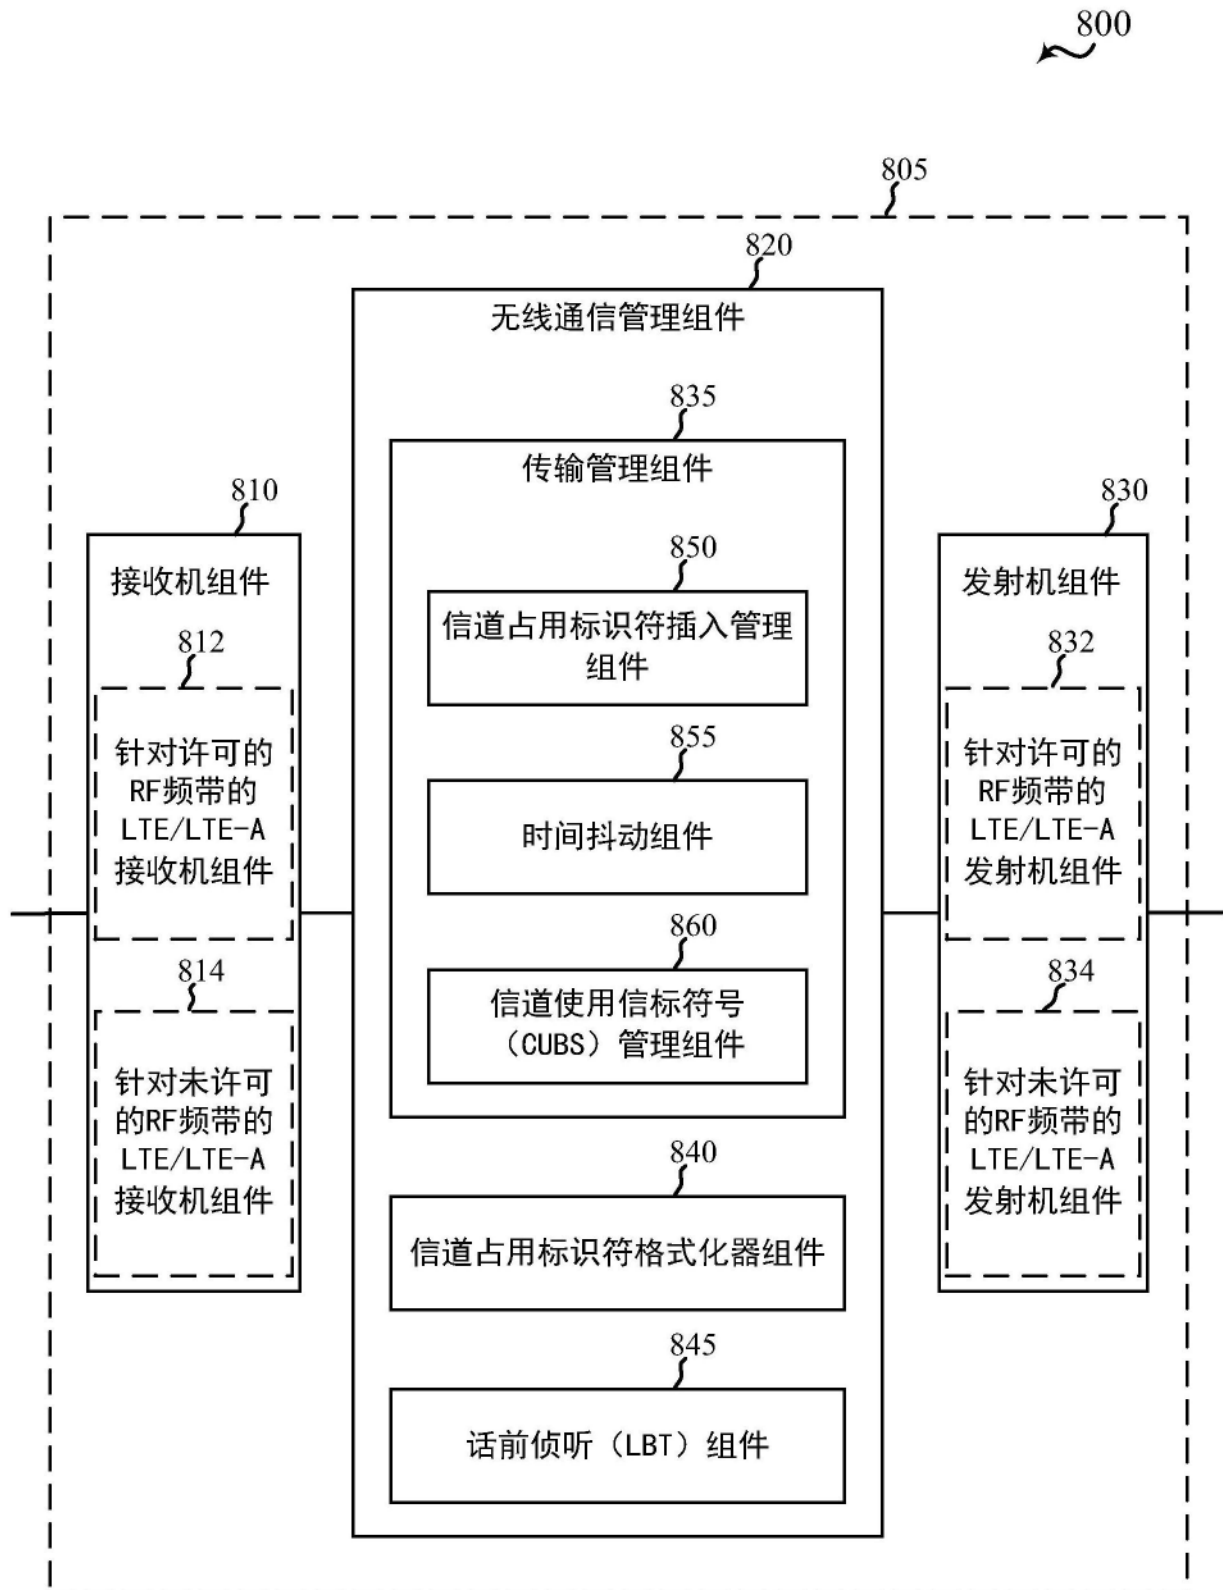 800
805
820
无线通信管理组件
835
传输管理组件
810
接收机组件
812
针对许可的
RF频带的
LTE/LTE-A
接收机组件
814
针对未许可
的RF频带的
LTE/LTE-A
接收机组件
850
信道占用标识符插入管理
组件
855
时间抖动组件
860
信道使用信标符号
（CUBS）管理组件
840
信道占用标识符格式化器组件
845
话前侦听（LBT）组件
830
发射机组件
832
针对许可的
RF频带的
LTE/LTE-A
发射机组件
834
针对未许可
的RF频带的
LTE/LTE-A
发射机组件